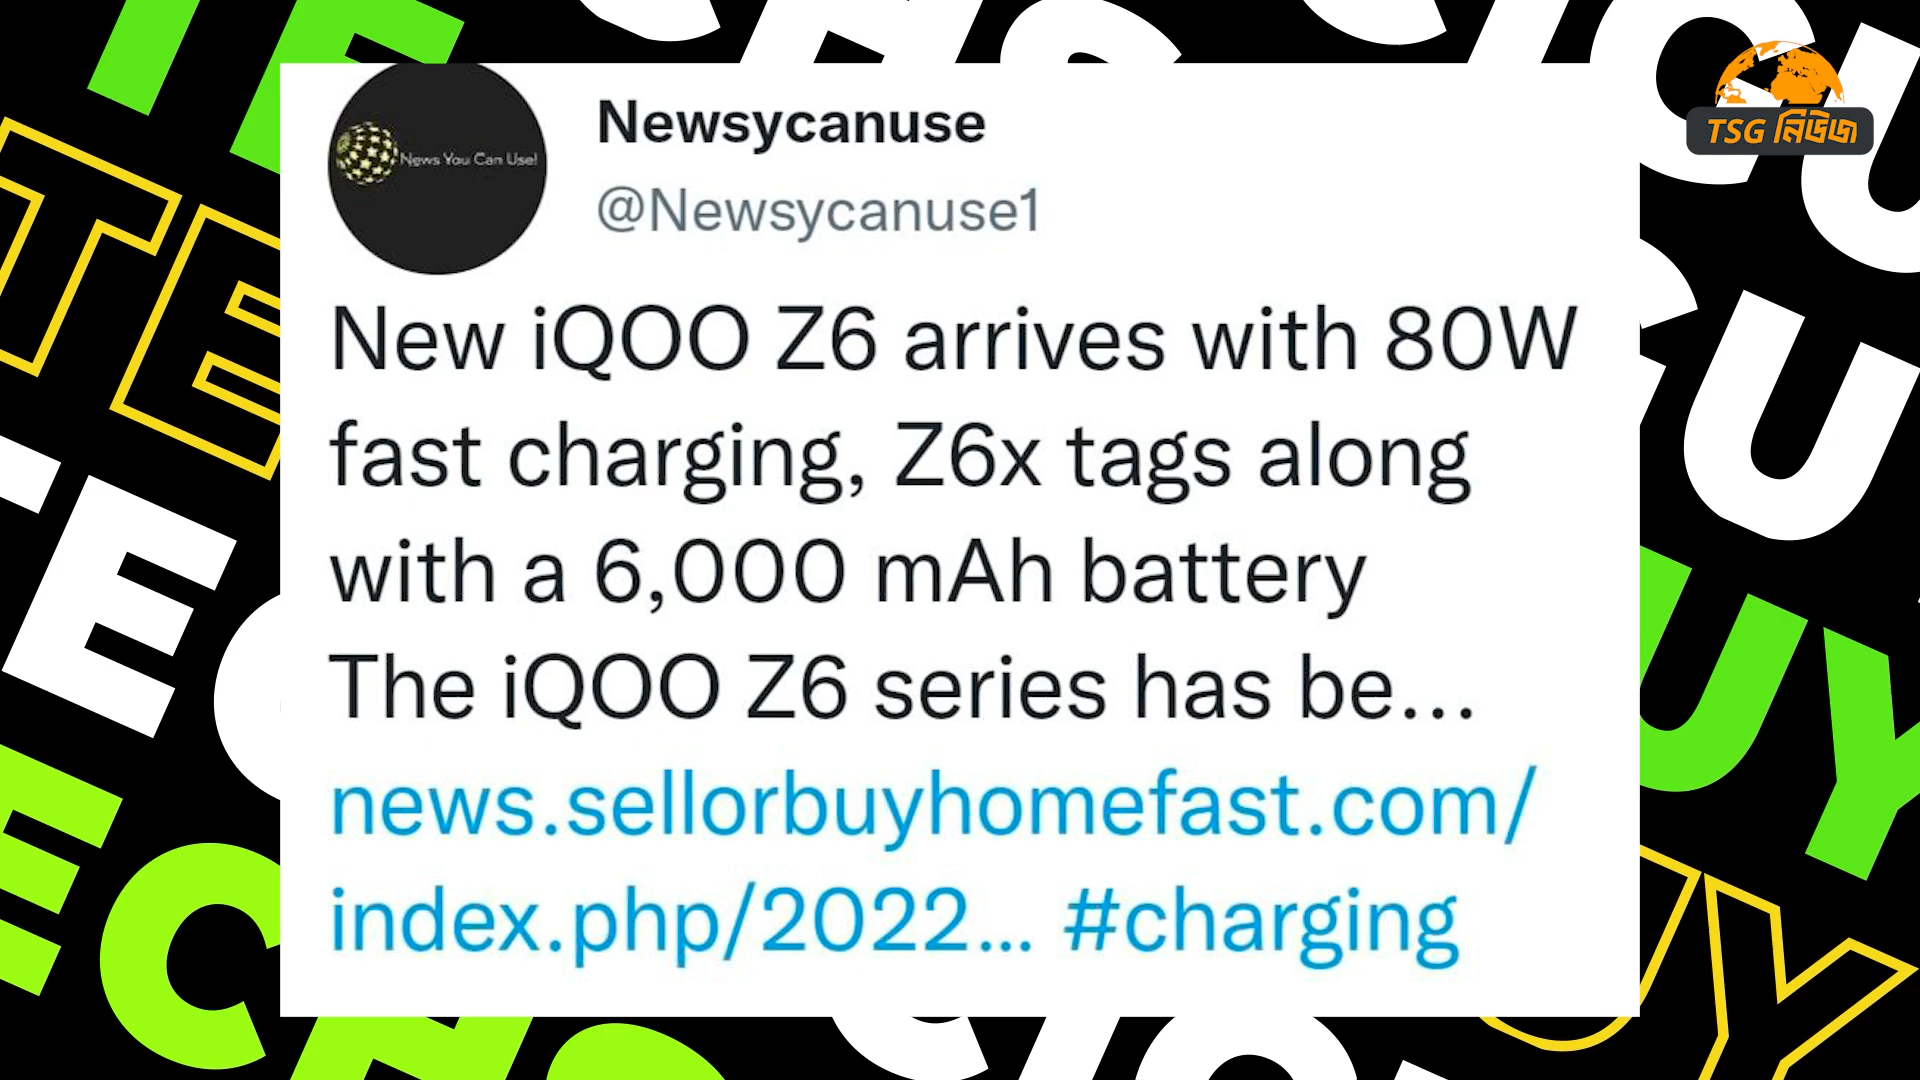 TSG নিউজ
News You Can Use!
Newsycanuse
@Newsycanuse1
New iQOO Z6 arrives with 80W
fast charging, Z6x tags along
with a 6,000 mAh battery
The iQOO Z6 series has be...
news.sellorbuyhomefast.com/
index.php/2022... #charging